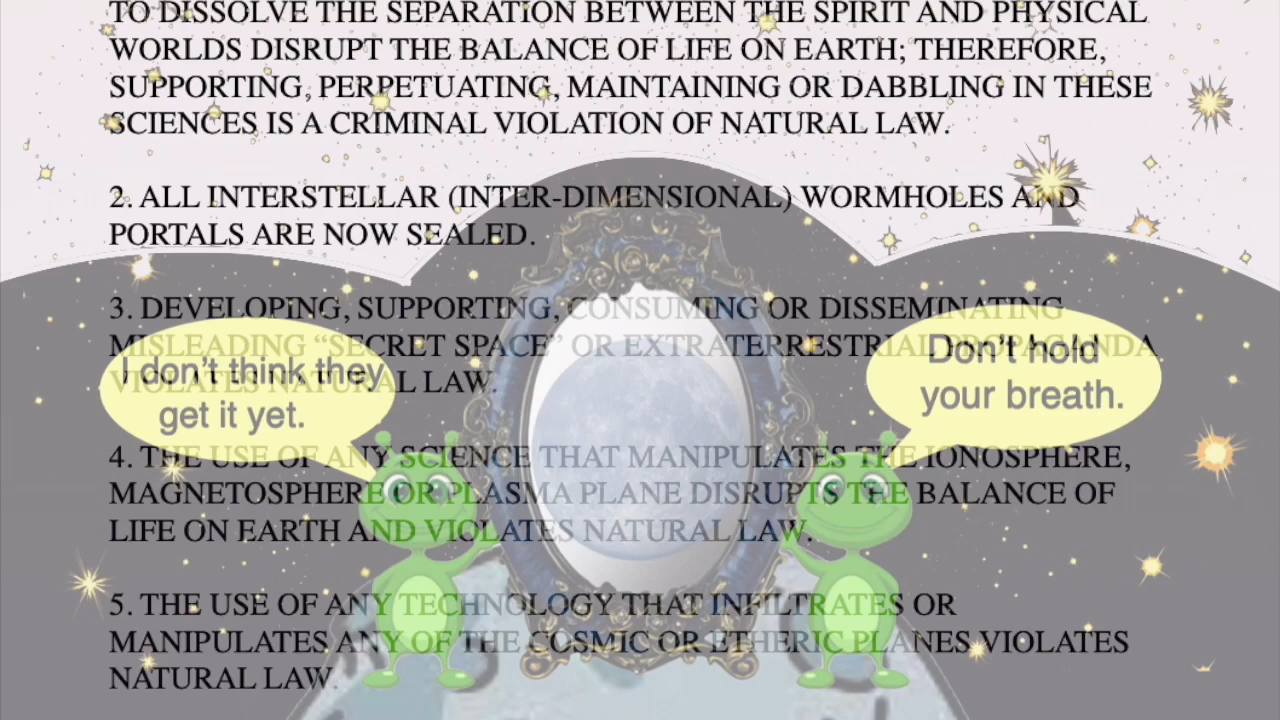 TO DISSOLVE THE SEPARATION BETWEEN THE SPIRIT AND PHYSICAL
WORLDS DISRUPT THE BALANCE OF LIFE ON EARTH; THEREFORE,
SUPPORTING, PERPETUATING, MAINTAINING OR DABBLING IN THESE
SCIENCES IS A CRIMINAL VIOLATION OF NATURAL LAW.
2. ALL INTERSTELLAR (INTER-DIMENSIONAL) WORMHOLES AND
PORTALS ARE NOW SEALED.
3. DEVELOPING, SUPPORTING, CONSUMING OR DISSEMINATING
MISLEADING “SECRET SPACE” OR EXTRATERRESTRIAL PROPAGANDA
VIOLATES NATURAL LAW.
I don’t think they
get it yet.
Don’t hold
your breath.
4. THE USE OF ANY SCIENCE THAT MANIPULATES THE IONOSPHERE,
MAGNETOSPHERE OR PLASMA PLANE DISRUPTS THE BALANCE OF
LIFE ON EARTH AND VIOLATES NATURAL LAW.
5. THE USE OF ANY TECHNOLOGY THAT INFILTRATES OR
MANIPULATES ANY OF THE COSMIC OR ETHERIC PLANES VIOLATES
NATURAL LAW.